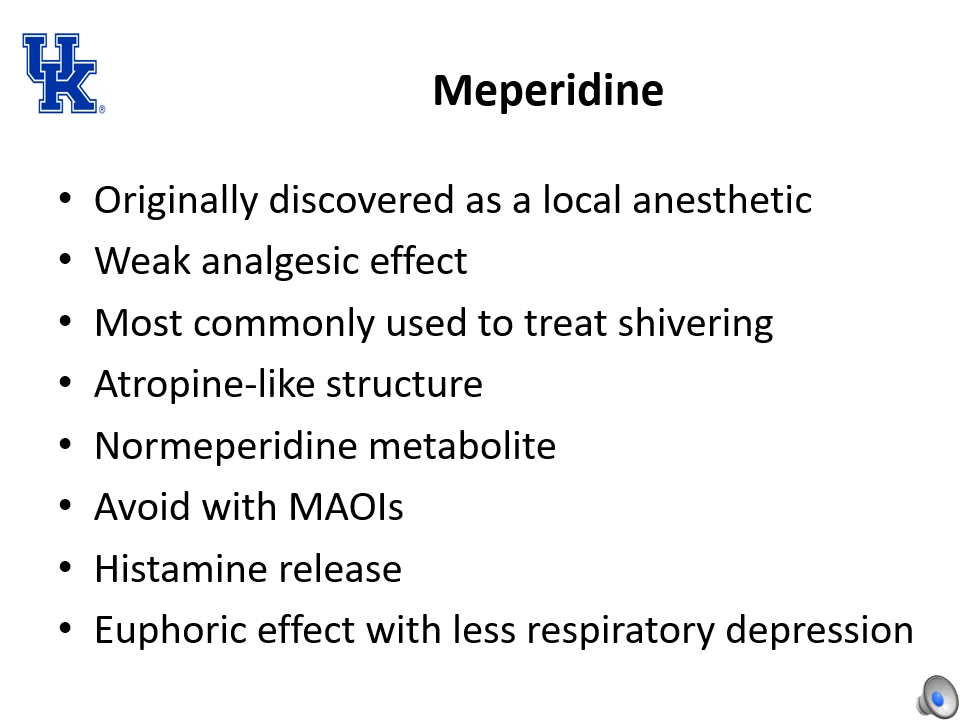 UK
Meperidine
• Originally discovered as a local anesthetic
• Weak analgesic effect
• Most commonly used to treat shivering
• Atropine-like structure
• Normeperidine metabolite
• Avoid with MAOIs
• Histamine release
• Euphoric effect with less respiratory depression